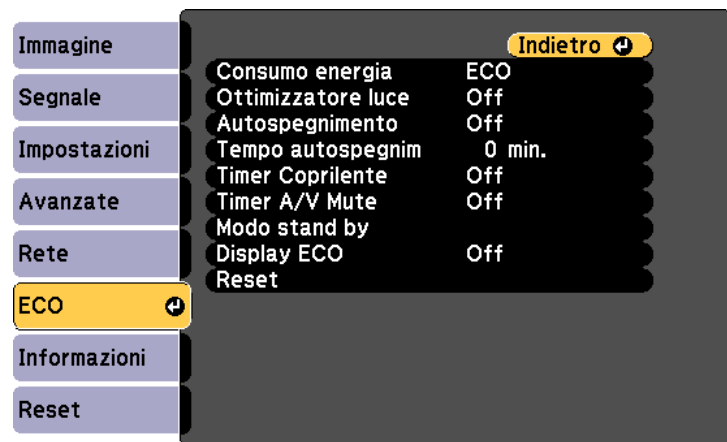 Immagine
Segnale
Impostazioni
Avanzate
Rete
ECO
Informazioni
Reset
Indietro
Consumo energia ECO
Ottimizzatore luce Off
Autospegnimento Off
Tempo autospegnim 0 min.
Timer Coprilente Off
Timer A/V Mute Off
Modo stand by
Display ECO Off
Reset